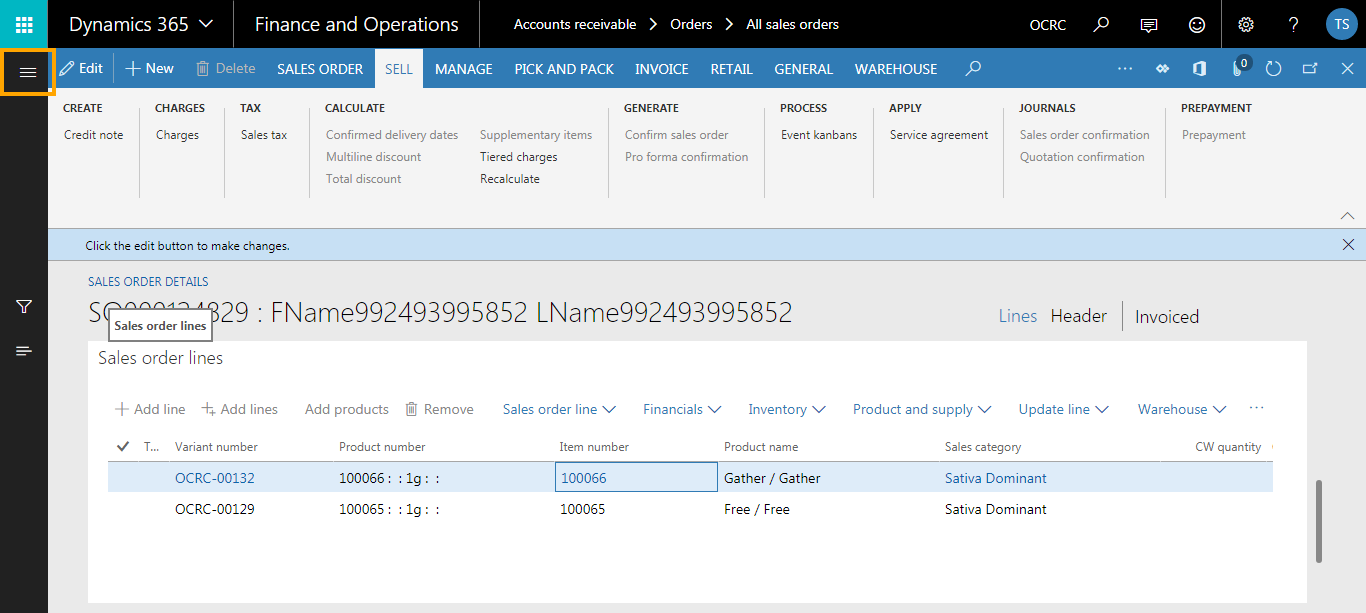 Dynamics 365 Finance and Operations Accounts receivable Orders All sales orders OCRC ? TS
Edit New Delete SALES ORDER SELL MANAGE PICK AND PACK INVOICE RETAIL GENERAL WAREHOUSE ... 0
CREATE CHARGES TAX CALCULATE GENERATE PROCESS APPLY JOURNALS PREPAYMENT
Credit note Charges Sales tax Confirmed delivery dates Supplementary items Confirm sales order Event kanbans Service agreement Sales order confirmation Prepayment
Multiline discount Tiered charges Pro forma confirmation Quotation confirmation
Total discount Recalculate
Click the edit button to make changes.
SALES ORDER DETAILS
829 : FName992493995852 LName992493995852 Lines Header Invoiced
Sales order lines
Sales order lines
Add line Add lines Add products Remove Sales order line Financials Inventory Product and supply Update line Warehouse ...
T... Variant number Product number Item number Product name Sales category CW quantity
OCRC-00132 100066 : : 1g : : 100066 Gather / Gather Sativa Dominant
OCRC-00129 100065 : : 1g : : 100065 Free / Free Sativa Dominant